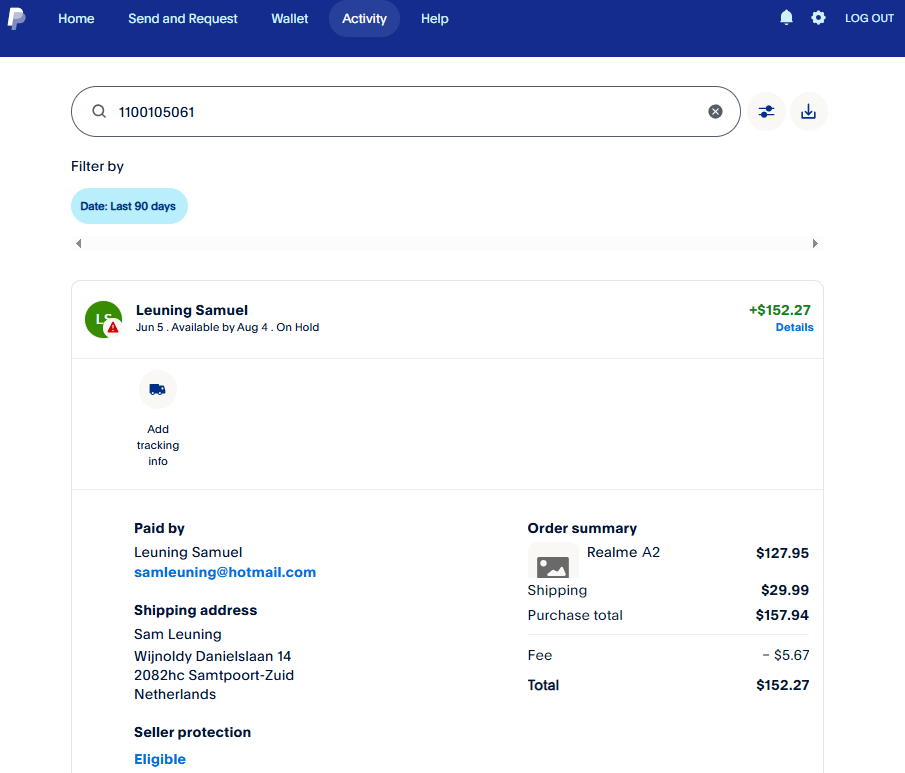 Home Send and Request Wallet Activity Help LOG OUT
1100105061
Filter by
Date: Last 90 days
LS
Leuning Samuel +$152.27
Jun 5 . Available by Aug 4 . On Hold Details
Add
tracking
info
Paid by
Leuning Samuel
samleuning@hotmail.com
Shipping address
Sam Leuning
Wijnoldy Danielslaan 14
2082hc Samtpoort-Zuid
Netherlands
Seller protection
Eligible
Order summary
Realme A2 $127.95
Shipping $29.99
Purchase total $157.94
Fee − $5.67
Total $152.27